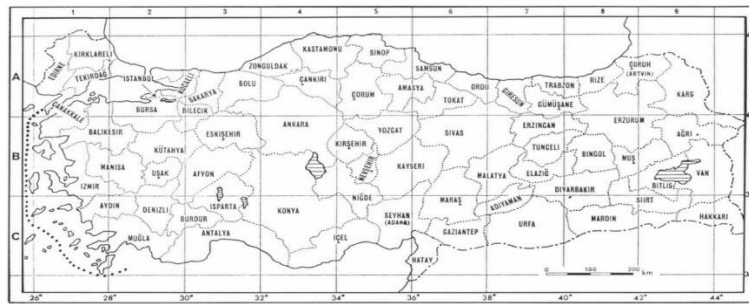 1 2 3 4 5 6 7 8 9
A
B
C
A
B
C
KIRKLARELİ
EDİRNE
TEKİRDAĞ
İSTANBUL
KOCAELİ
SAKARYA
ZONGULDAK
BOLU
KASTAMONU
ÇANKIRI
SİNOP
SAMSUN
ÇORUM
AMASYA
ORDU
TOKAT
GİRESUN
TRABZON
GÜMÜŞANE
RİZE
ÇORUH
(ARTVİN)
KARS
ÇANAKKALE
BURSA
BİLECİK
BALIKESİR
ESKİŞEHİR
ANKARA
KÜTAHYA
KIRŞEHİR
YOZGAT
SİVAS
ERZİNCAN
ERZURUM
AĞRI
MANİSA
UŞAK
AFYON
NEVŞEHİR
KAYSERİ
TUNCELİ
BİNGÖL
MUŞ
ELAZIĞ
MALATYA
BİTLİS
VAN
İZMİR
AYDIN
DENİZLİ
ISPARTA
BURDUR
KONYA
NİĞDE
MARAŞ
ADIYAMAN
DİYARBAKIR
SİİRT
MUĞLA
ANTALYA
İÇEL
SEYHAN
(ADANA)
GAZİANTEP
URFA
MARDİN
HAKKARİ
HATAY
0 100 200
km
26° 28° 30° 32° 34° 36° 38° 40° 42° 44°